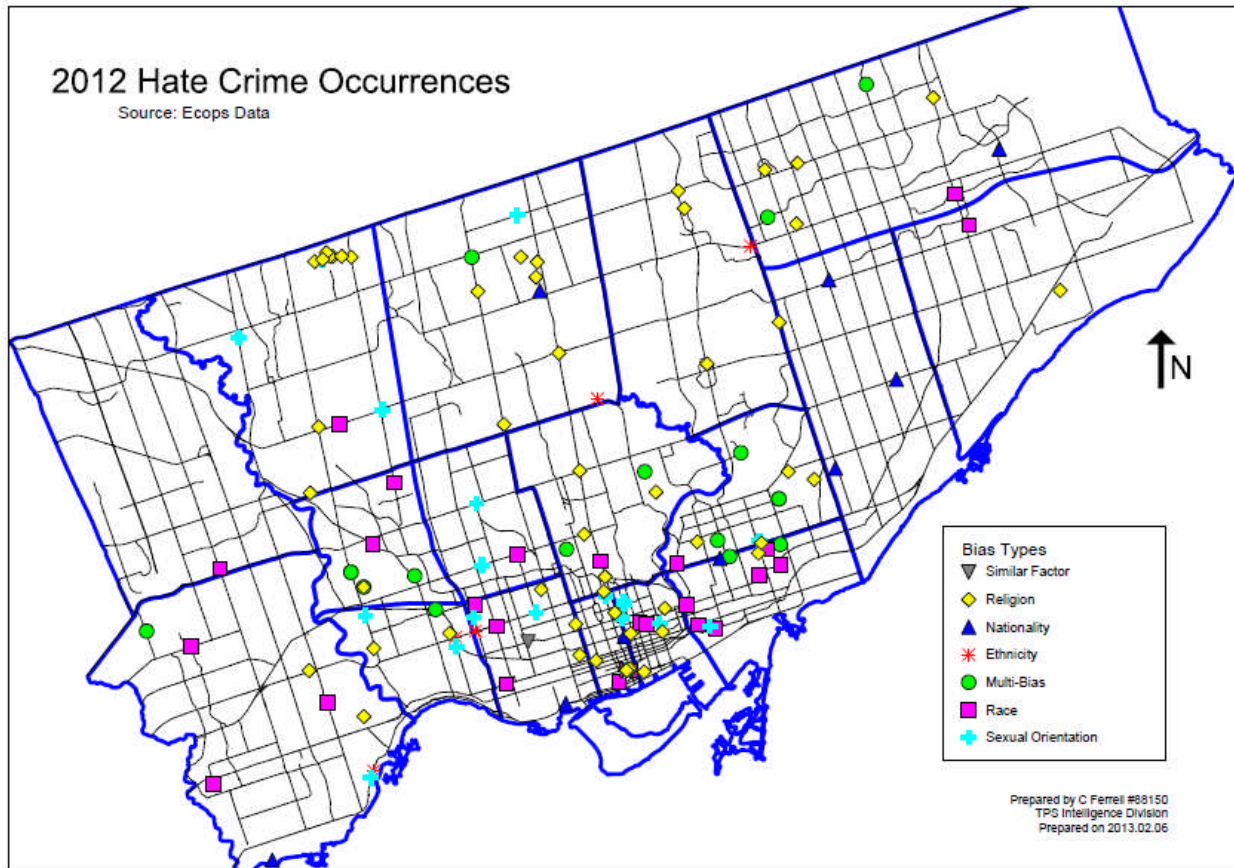 2012 Hate Crime Occurrences
Source: Ecops Data
N
Bias Types
Similar Factor
Religion
Nationality
Ethnicity
Multi-Bias
Race
Sexual Orientation
Prepared by C Ferrell #88150
TPS Intelligence Division
Prepared on 2013.02.06